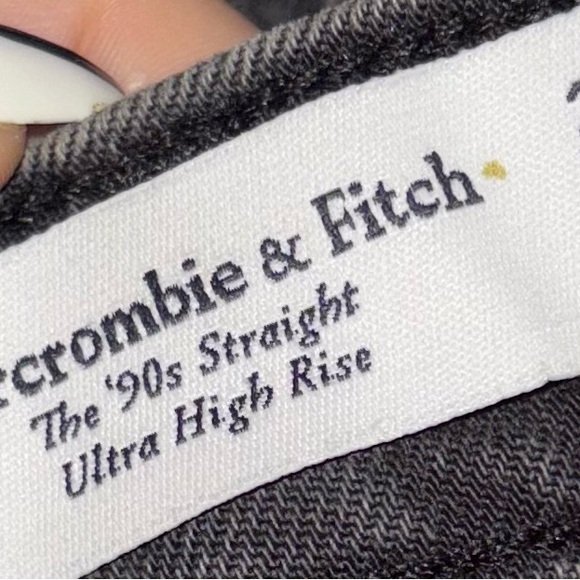 rcrombie & Fitch
The '90s Straight
Ultra High Rise